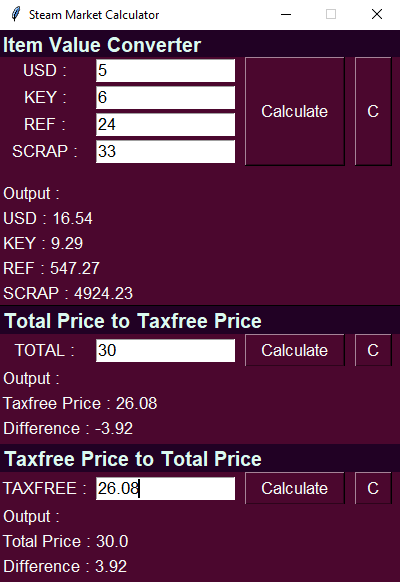 Steam Market Calculator
Item Value Converter
USD : 5
KEY : 6
REF : 24
SCRAP : 33
Calculate C
Output :
USD : 16.54
KEY : 9.29
REF : 547.27
SCRAP : 4924.23
Total Price to Taxfree Price
TOTAL : 30 Calculate C
Output :
Taxfree Price : 26.08
Difference : -3.92
Taxfree Price to Total Price
TAXFREE : 26.08 Calculate C
Output :
Total Price : 30.0
Difference : 3.92